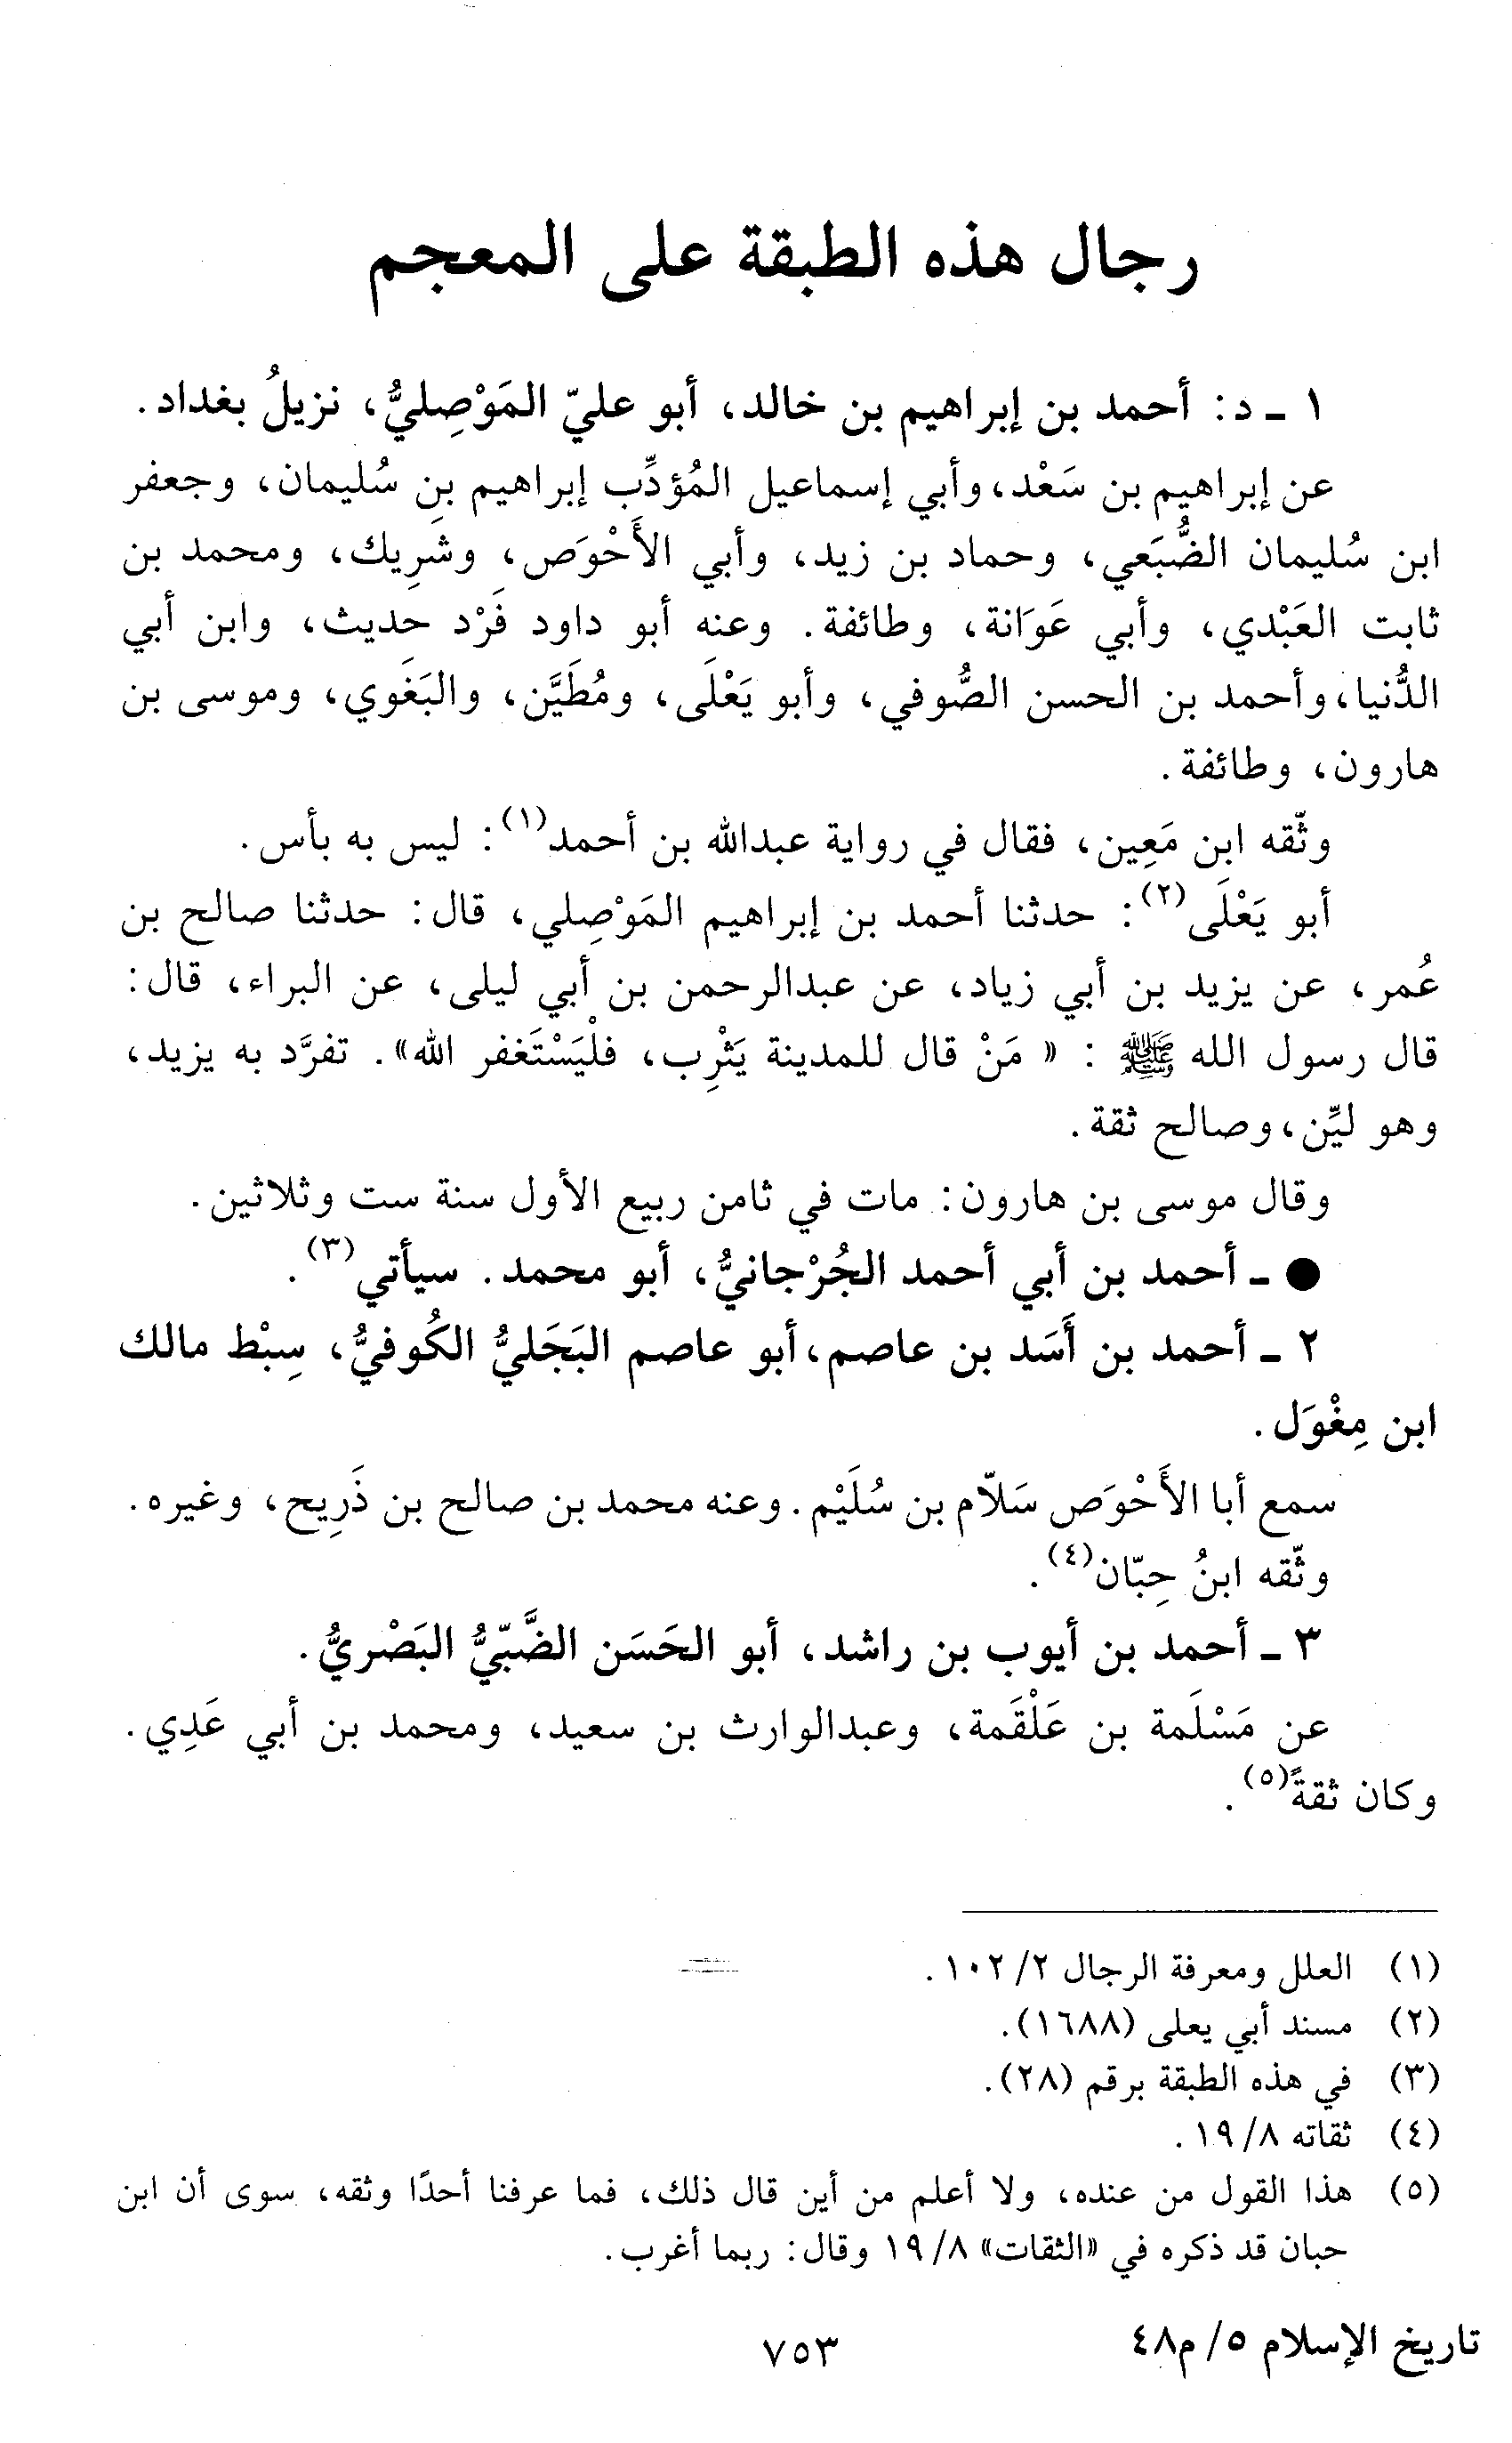 رجال هذه الطبقة على المعجم
١ - د: أحمد بن إبراهيم بن خالد، أبو عليّ المَوْصِليُّ، نزيلُ بغداد.
عن إبراهيم بن سَعْد، وأبي إسماعيل المُؤدِّب إبراهيم بن سُليمان، وجعفر
ابن سُليمان الضُّبَعي، وحماد بن زيد، وأبي الأَحْوَص، وشَرِيك، ومحمد بن
ثابت العَبْدي، وأبي عَوَانة، وطائفة. وعنه أبو داود فَرْد حديث، وابن أبي
الدُّنيا، وأحمد بن الحسن الصُّوفي، وأبو يَعْلَى، ومُطَيَّن، والبَغَوي، وموسى بن
هارون، وطائفة.
وثّقه ابن مَعِين، فقال في رواية عبدالله بن أحمد(١): ليس به بأس.
أبو يَعْلَى(٢): حدثنا أحمد بن إبراهيم المَوْصِلي، قال: حدثنا صالح بن
عُمر، عن يزيد بن أبي زياد، عن عبدالرحمن بن أبي ليلى، عن البراء، قال:
قال رسول الله ﷺ: «مَنْ قال للمدينة يَثْرِب، فلْيَسْتَغفر الله». تفرَّد به يزيد،
وهو ليِّن، وصالح ثقة.
وقال موسى بن هارون: مات في ثامن ربيع الأول سنة ست وثلاثين.
● - أحمد بن أبي أحمد الجُرْجانيُّ، أبو محمد. سيأتي(٣).
٢ - أحمد بن أَسَد بن عاصم، أبو عاصم البَجَليُّ الكُوفيُّ، سِبْط مالك
ابن مِغْوَل.
سمع أبا الأَحْوَص سَلاّم بن سُلَيْم. وعنه محمد بن صالح بن ذَرِيح، وغيره.
وثّقه ابنُ حِبّان(٤).
٣ - أحمد بن أيوب بن راشد، أبو الحَسَن الضَّبّيُّ البَصْريُّ.
عن مَسْلَمة بن عَلْقَمة، وعبدالوارث بن سعيد، ومحمد بن أبي عَدِي.
وكان ثقةً(٥).
(١) العلل ومعرفة الرجال ٢/ ١٠٢.
(٢) مسند أبي يعلى (١٦٨٨).
(٣) في هذه الطبقة برقم (٢٨).
(٤) ثقاته ٨/ ١٩.
(٥) هذا القول من عنده، ولا أعلم من أين قال ذلك، فما عرفنا أحدًا وثقه، سوى أن ابن
حبان قد ذكره في «الثقات» ٨/ ١٩ وقال: ربما أغرب.
تاريخ الإسلام ٥/ م٤٨
٧٥٣